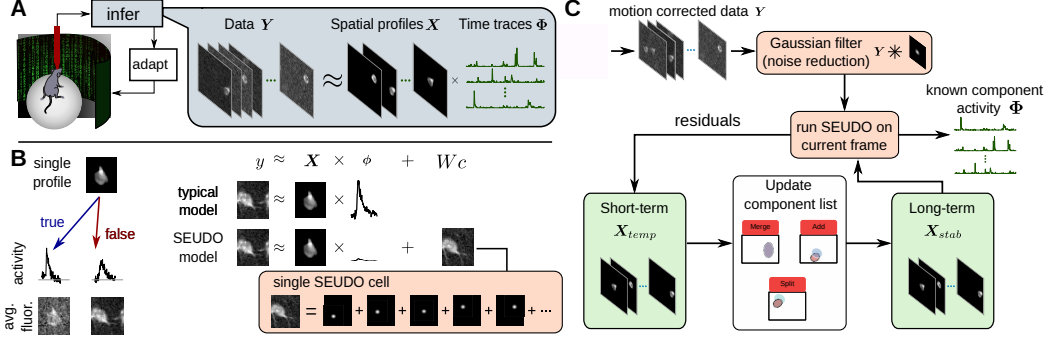 A
infer
adapt
Data Y
Spatial profiles X
Time traces Φ
...
≈
...
×
B
single
profile
true
false
activity
avg.
fluor.
y ≈ X × ϕ + Wc
typical
model
≈
×
SEUDO
model
≈
×
+
single SEUDO cell
= + + + + + ...
C
motion corrected data Y
...
Gaussian filter
(noise reduction)
Y ✳
known component
activity Φ
run SEUDO on
current frame
residuals
Short-term
X_temp
...
Update
component list
Merge
Add
Split
Long-term
X_stab
...